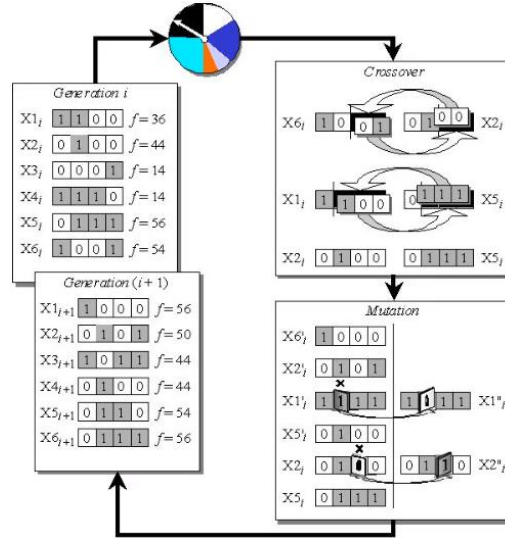 Generation i
X1i 1 1 0 0 f=36
X2i 0 1 0 0 f=44
X3i 0 0 0 1 f=14
X4i 1 1 1 0 f=14
X5i 0 1 1 1 f=56
X6i 1 0 0 1 f=54
Generation (i+1)
X1i+1 1 0 0 0 f=56
X2i+1 0 1 0 1 f=50
X3i+1 1 0 1 1 f=44
X4i+1 0 1 0 0 f=44
X5i+1 0 1 1 0 f=54
X6i+1 0 1 1 1 f=56
Crossover
X6i 1 0 0 1 0 1 0 0 X2i
X1i 1 1 0 0 0 1 1 1 X5i
X2i 0 1 0 0 0 1 1 1 X5i
Mutation
X6'i 1 0 0 0
X2'i 0 1 0 1
X1'i 1 1 1 1 1 1 1 X1"i
X5'i 0 1 0 0
X2i 0 1 0 0 1 1 0 X2"i
X5i 0 1 1 1